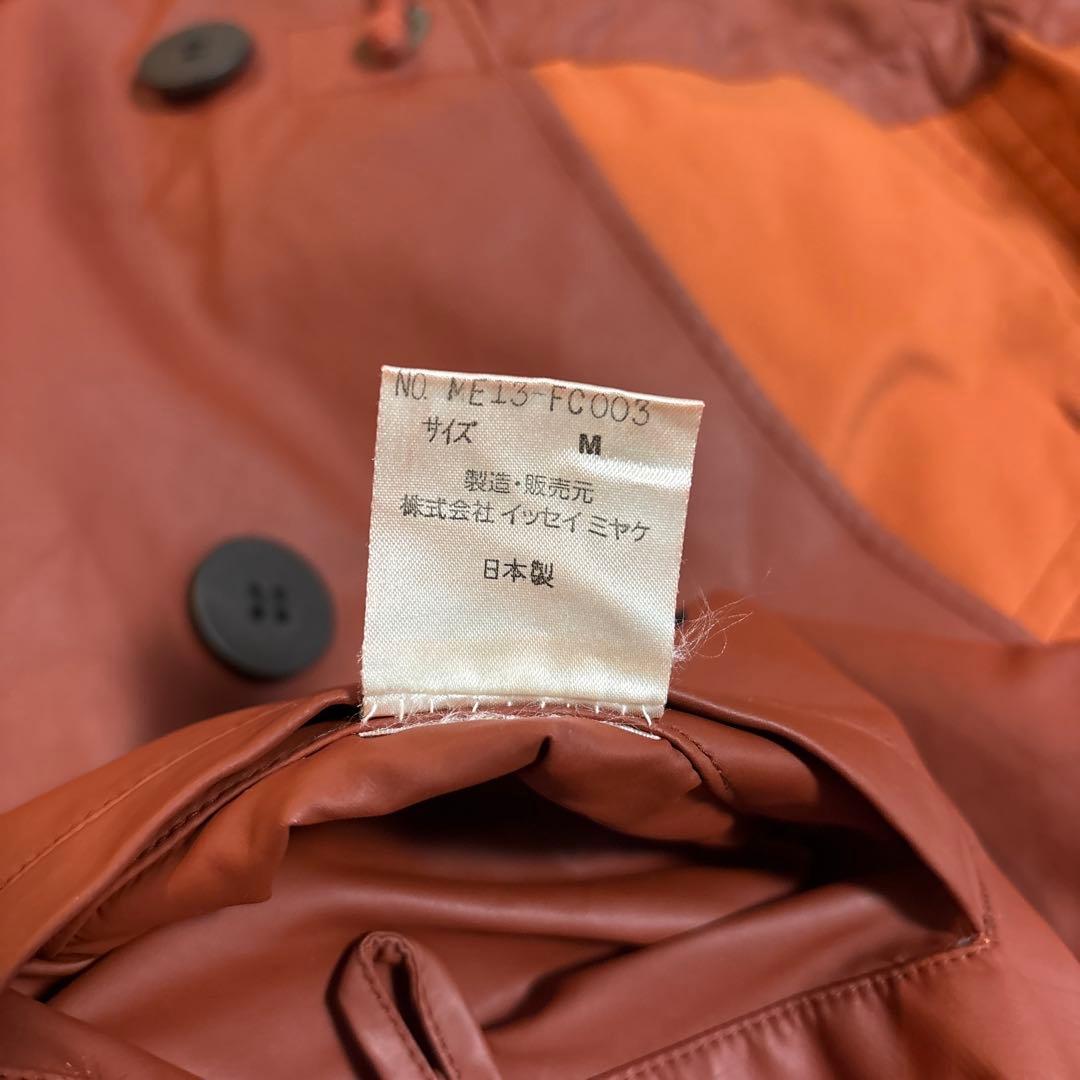 NO. ME13-FC003
サイズ M
製造・販売元
株式会社 イッセイ ミヤケ
日本製